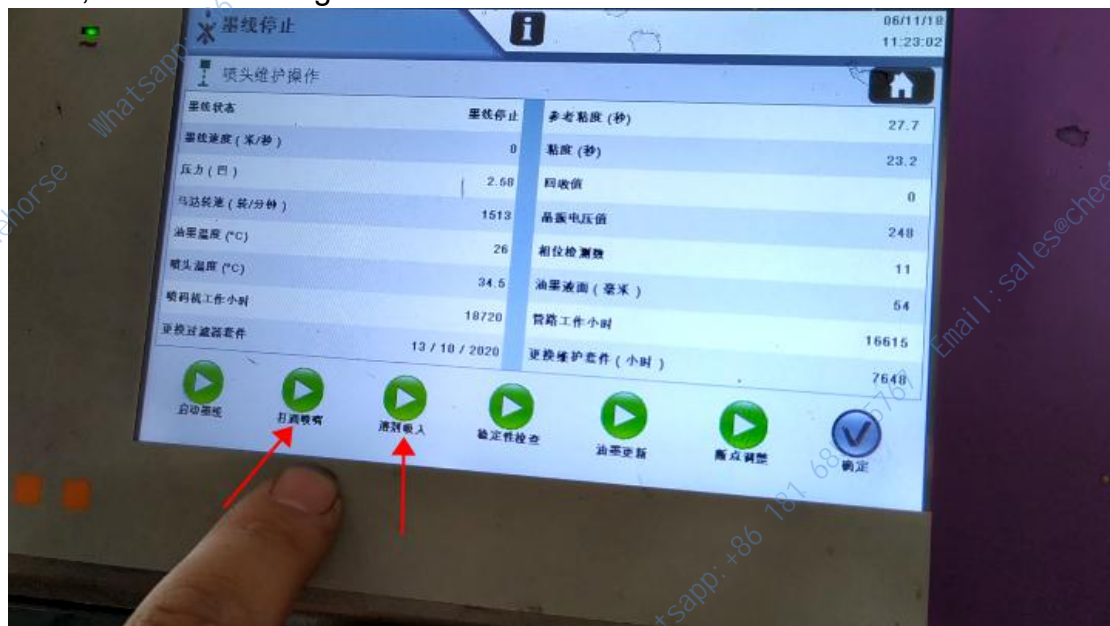 墨线停止
06/11/18
11:23:02
喷头维护操作
墨线状态 墨线停止
墨线速度 ( 米/秒 ) 0
压力 ( 巴 ) 2.58
马达转速 ( 转/分钟 ) 1513
油墨温度 (°C) 26
喷头温度 (°C) 34.5
喷码机工作小时 18720
更换过滤器套件 13 / 10 / 2020
参考粘度 (秒) 27.7
粘度 (秒) 23.2
回收值 0
晶振电压值 248
相位检测数 11
油墨液面 ( 毫米 ) 54
管路工作小时 16615
更换维护套件 ( 小时 ) 7648
启动墨线
打通喷嘴
溶剂吸入
稳定性检查
油墨更新
断点调整
确定